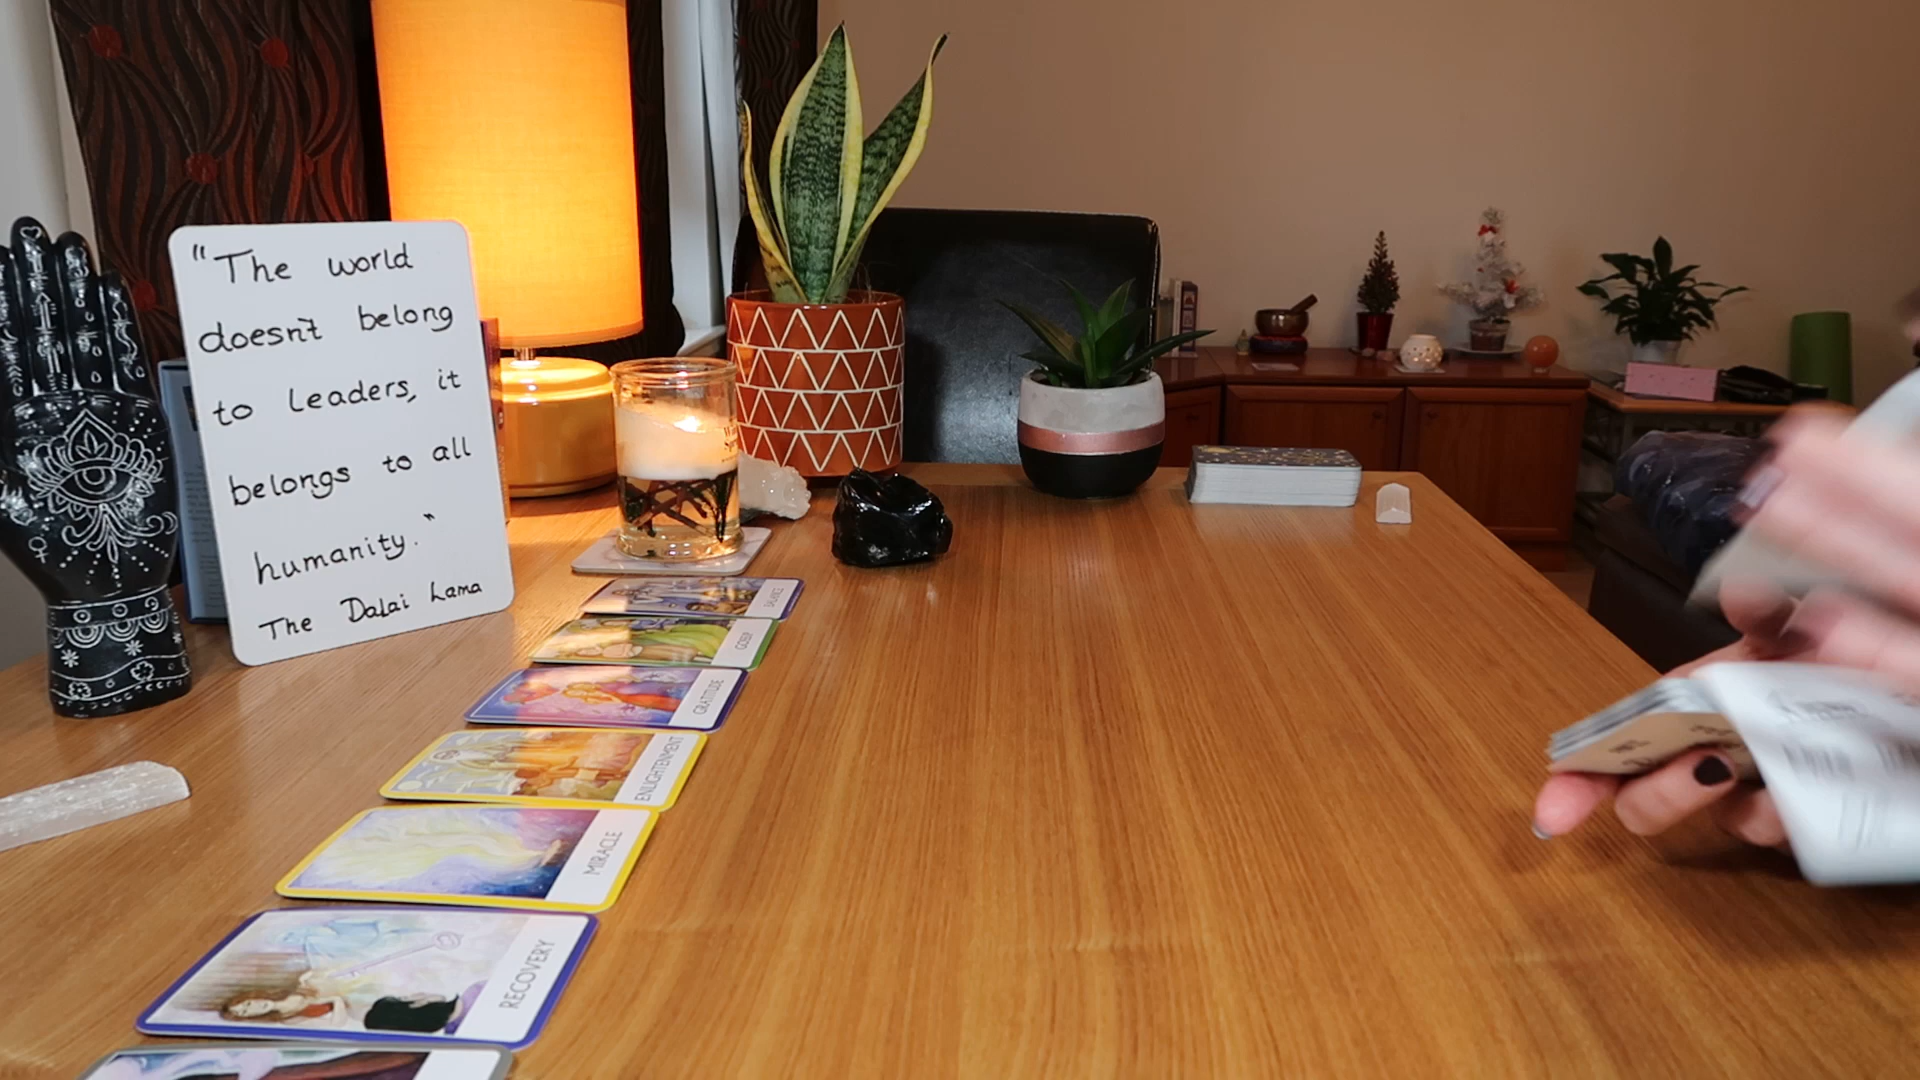 "The world
doesn't belong
to leaders, it
belongs to all
humanity."
The Dalai Lama
BALANCE
GOSSIP
GRATITUDE
ENLIGHTENMENT
MIRACLE
RECOVERY